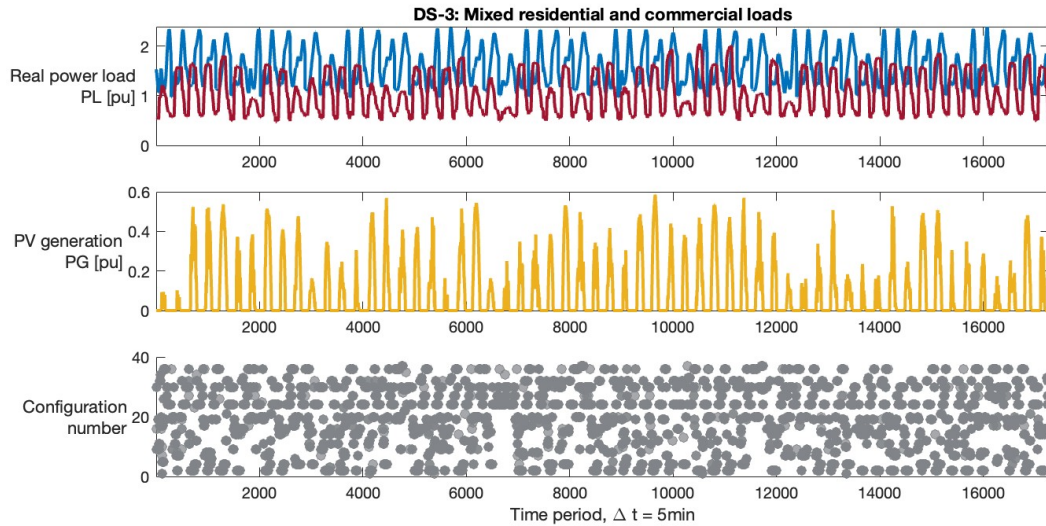 DS-3: Mixed residential and commercial loads
Real power load
PL [pu]
2
1
0
2000 4000 6000 8000 10000 12000 14000 16000
PV generation
PG [pu]
0.6
0.4
0.2
0
2000 4000 6000 8000 10000 12000 14000 16000
Configuration
number
40
20
0
2000 4000 6000 8000 10000 12000 14000 16000
Time period, Δ t = 5min